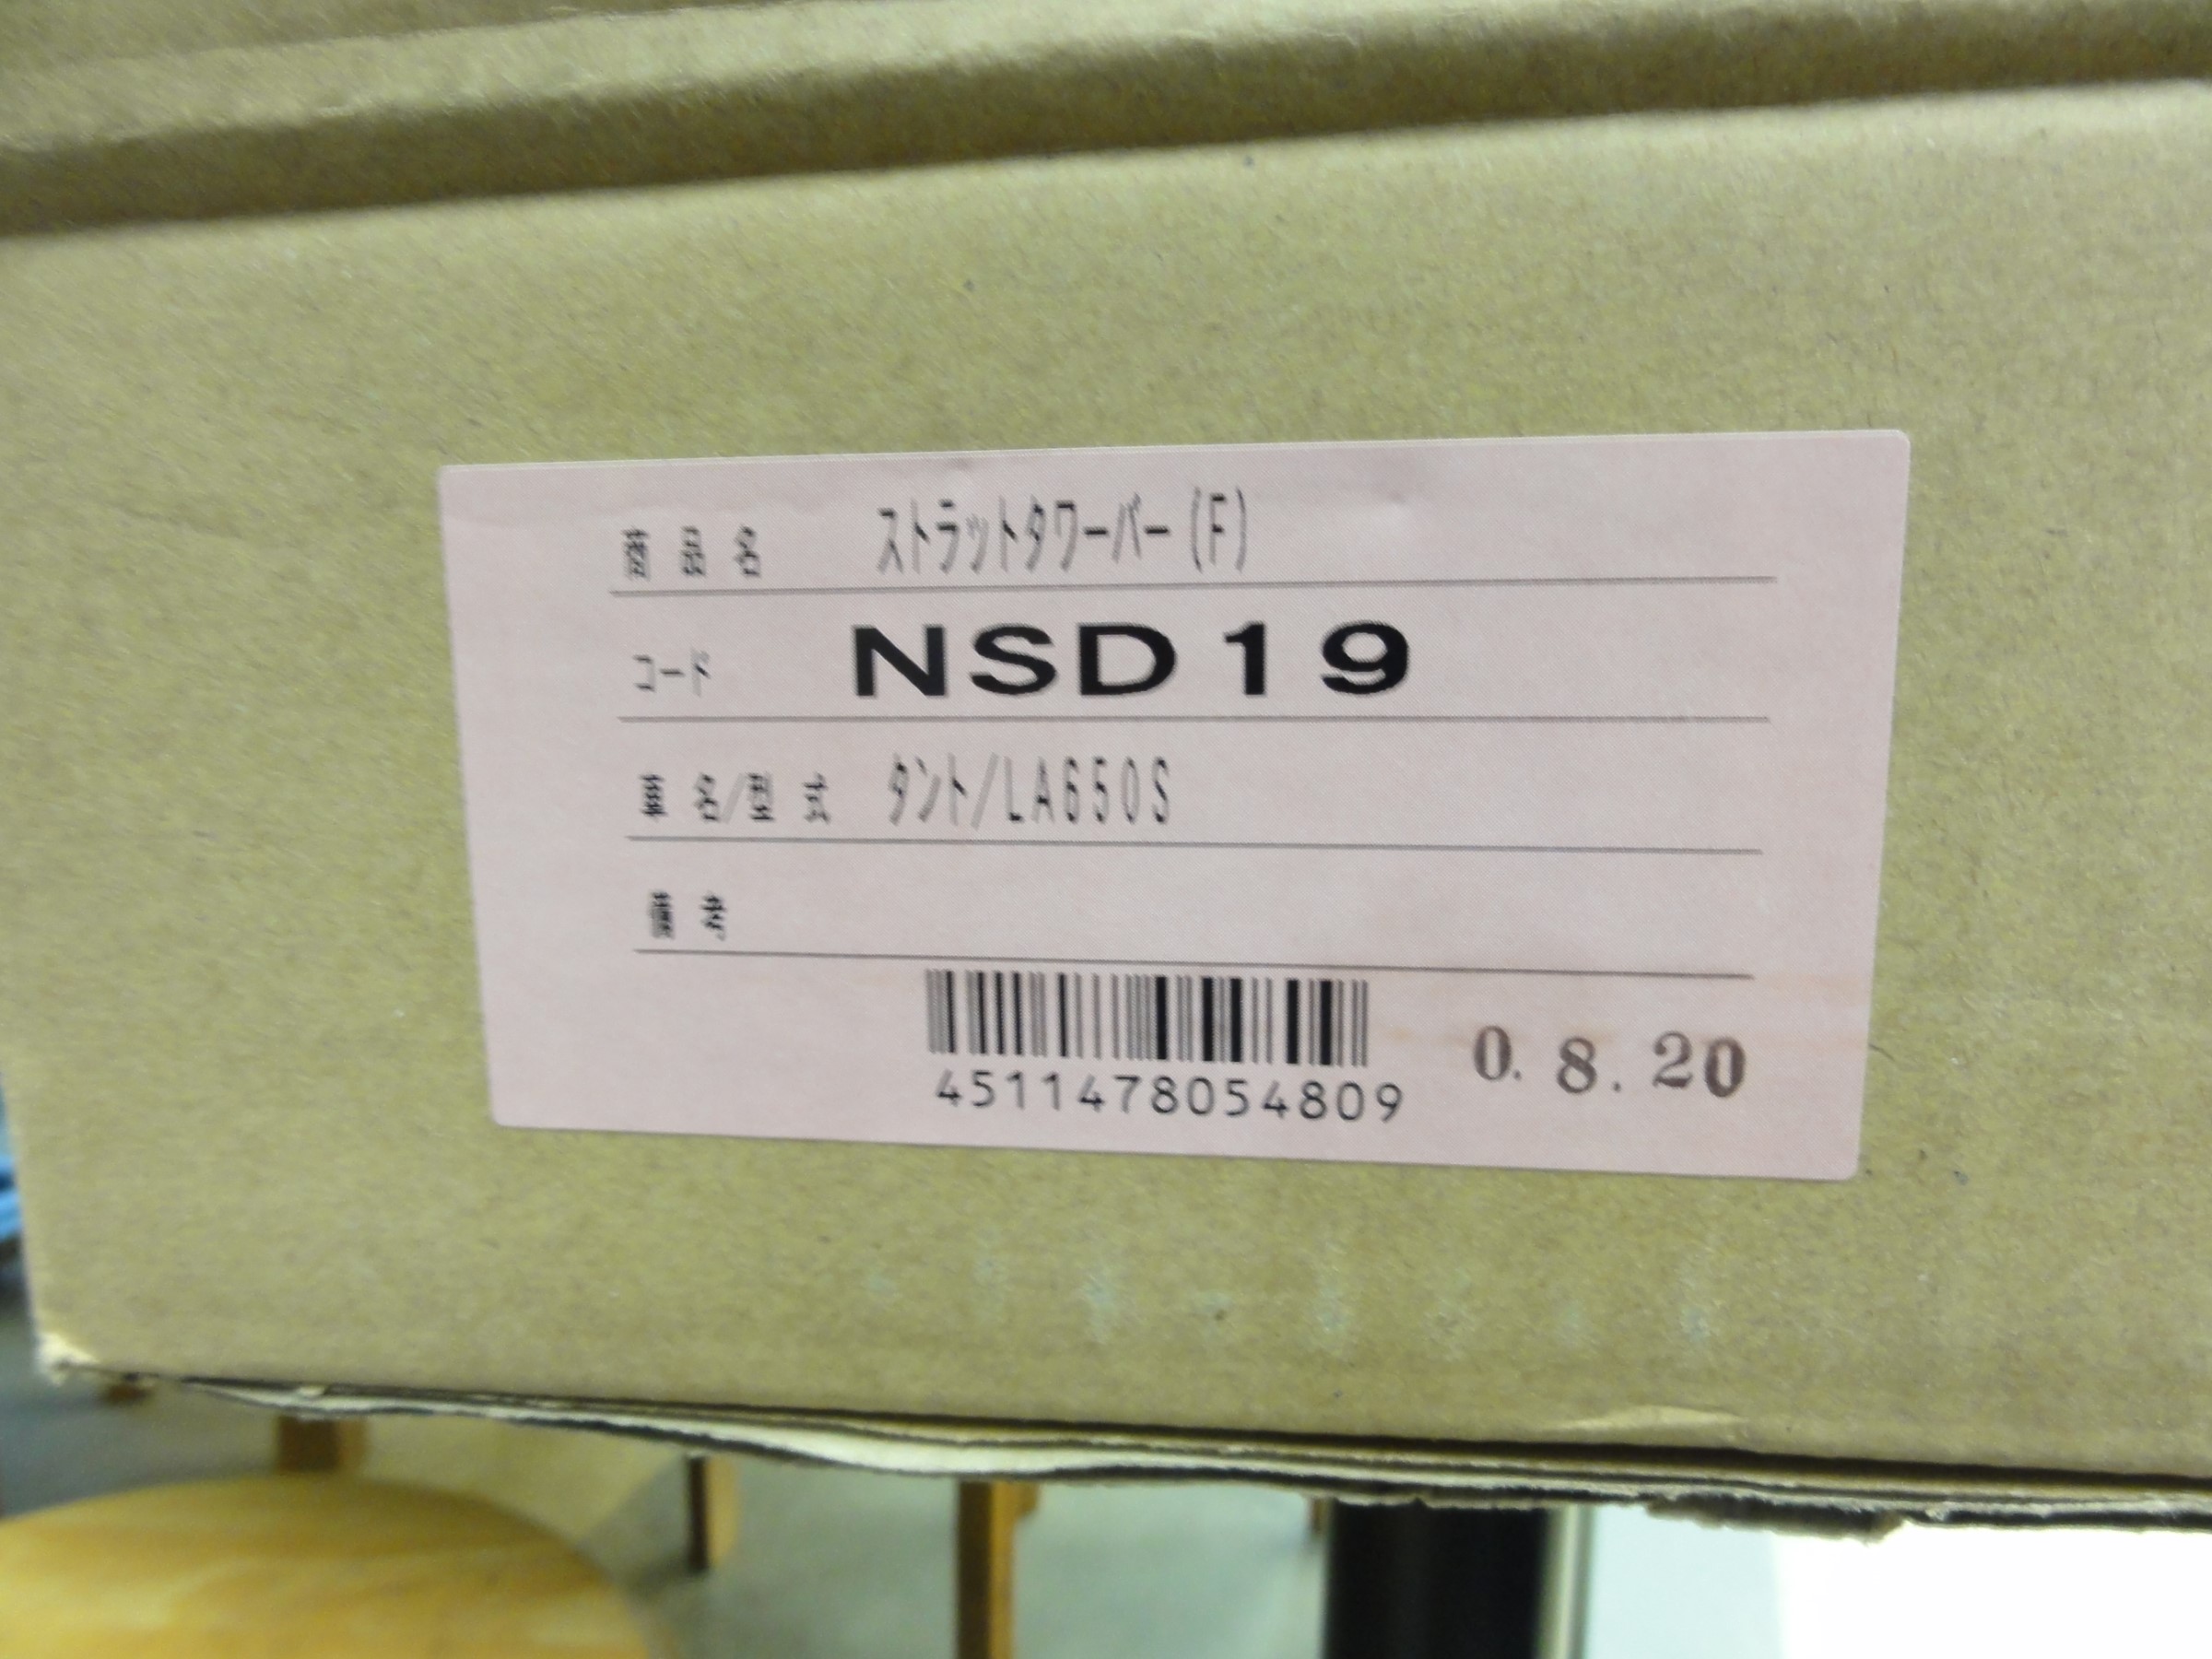 商品名 ストラットタワーバー(F)
コード NSD19
車名/型式 タント/LA650S
備考
4511478054809
0. 8. 20